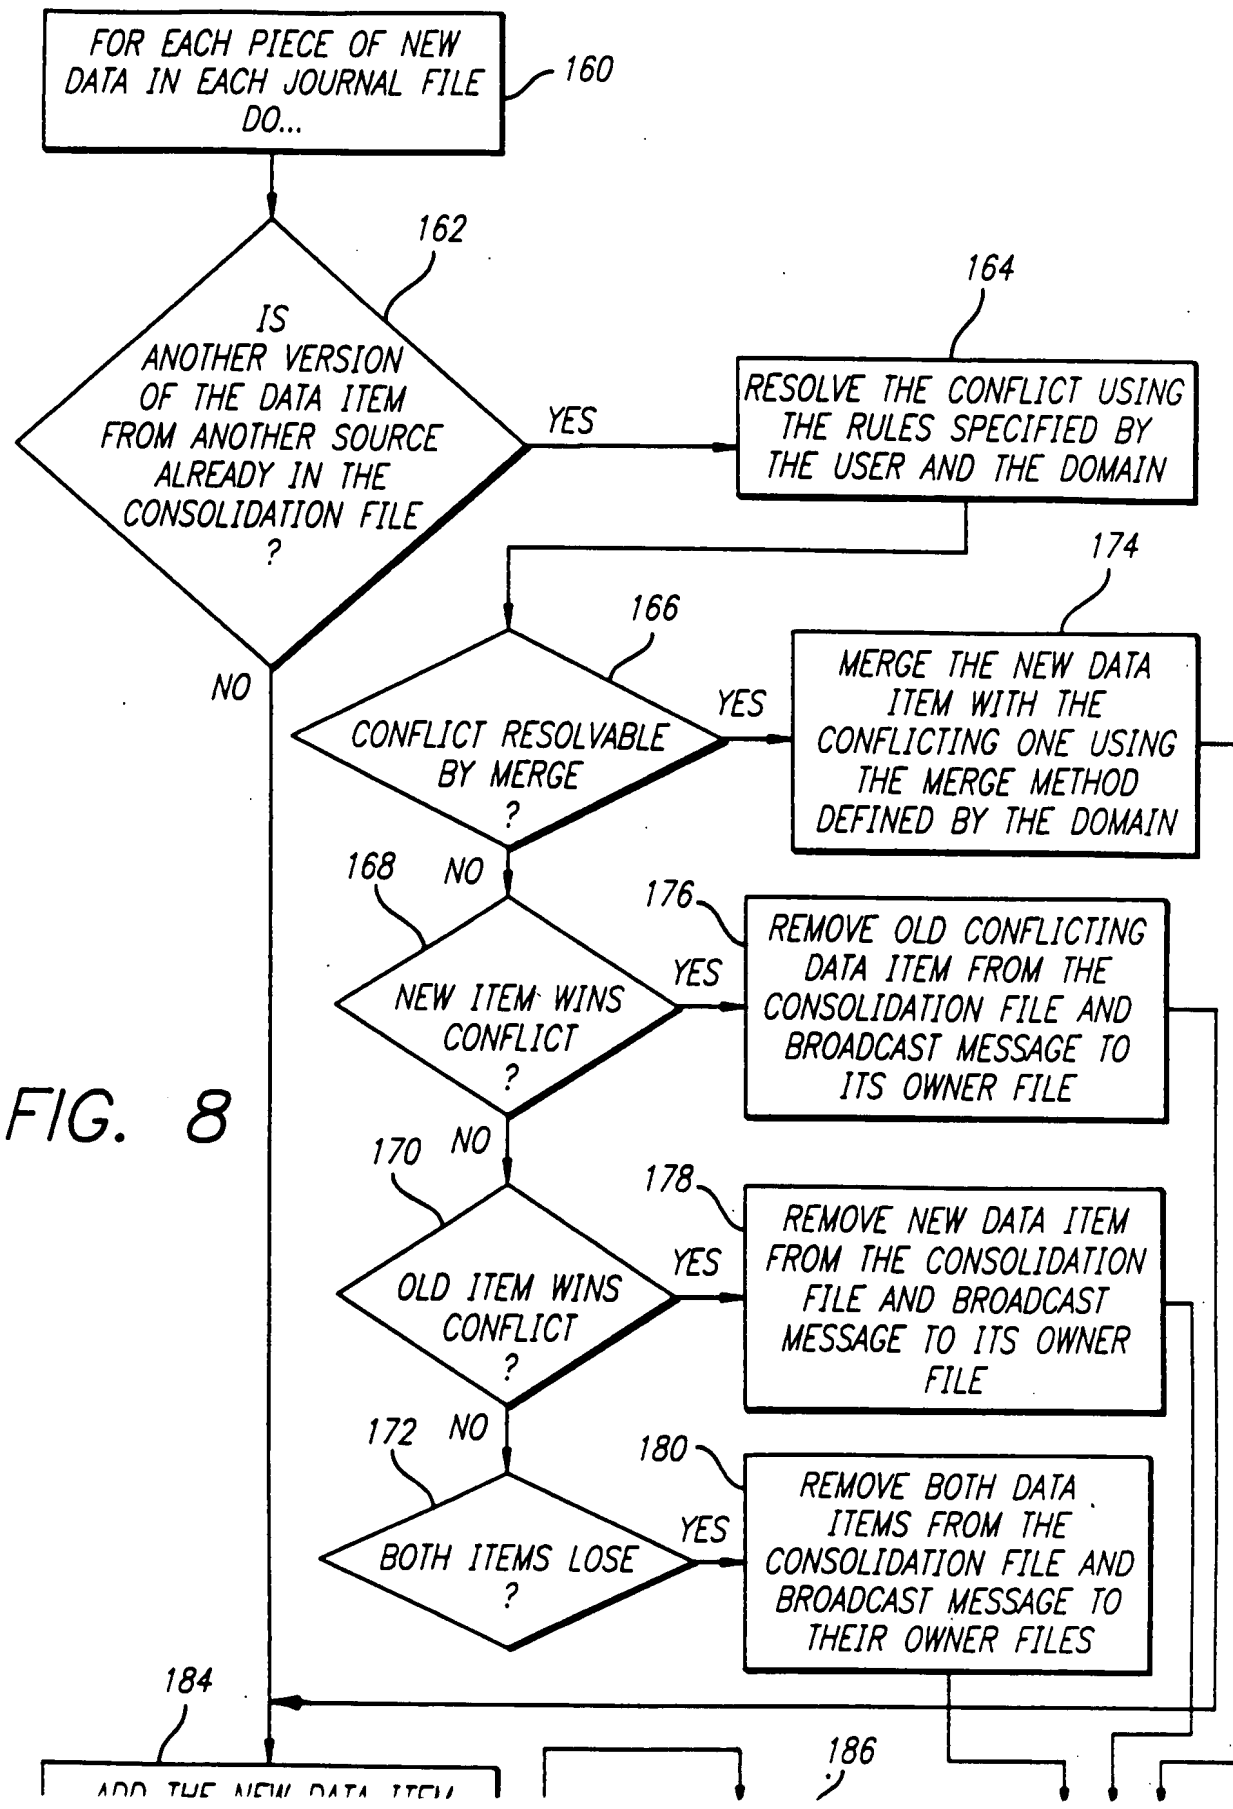 FOR EACH PIECE OF NEW
DATA IN EACH JOURNAL FILE
DO...
160
162
IS
ANOTHER VERSION
OF THE DATA ITEM
FROM ANOTHER SOURCE
ALREADY IN THE
CONSOLIDATION FILE
?
YES
NO
164
RESOLVE THE CONFLICT USING
THE RULES SPECIFIED BY
THE USER AND THE DOMAIN
166
CONFLICT RESOLVABLE
BY MERGE
?
YES
NO
174
MERGE THE NEW DATA
ITEM WITH THE
CONFLICTING ONE USING
THE MERGE METHOD
DEFINED BY THE DOMAIN
168
NEW ITEM WINS
CONFLICT
?
YES
NO
176
REMOVE OLD CONFLICTING
DATA ITEM FROM THE
CONSOLIDATION FILE AND
BROADCAST MESSAGE TO
ITS OWNER FILE
FIG. 8
170
OLD ITEM WINS
CONFLICT
?
YES
NO
178
REMOVE NEW DATA ITEM
FROM THE CONSOLIDATION
FILE AND BROADCAST
MESSAGE TO ITS OWNER
FILE
172
BOTH ITEMS LOSE
?
YES
180
REMOVE BOTH DATA
ITEMS FROM THE
CONSOLIDATION FILE AND
BROADCAST MESSAGE TO
THEIR OWNER FILES
184
ADD THE NEW DATA ITEM
186